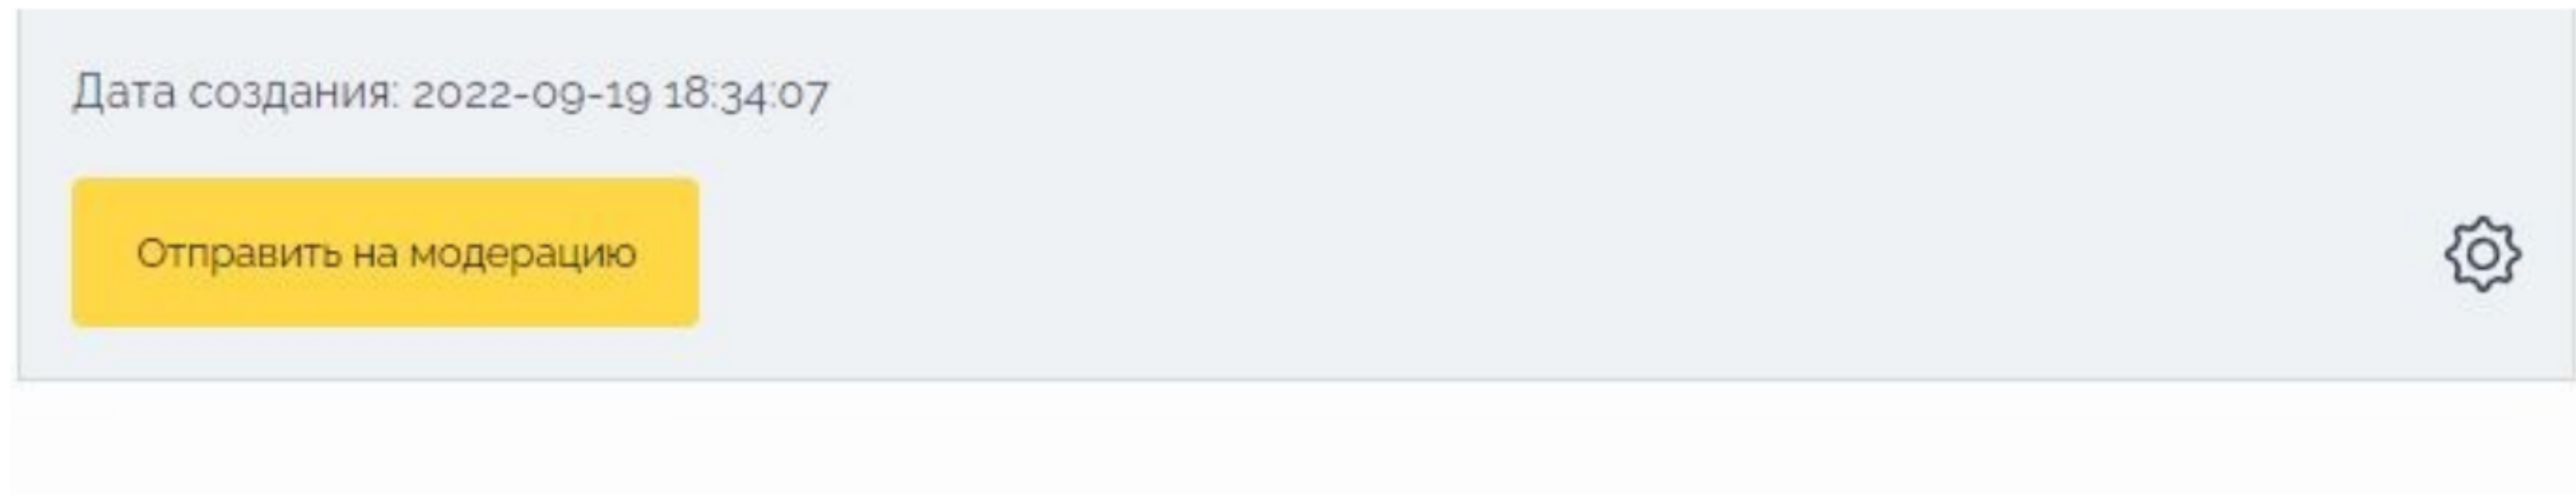 Дата создания: 2022-09-19 18:34:07
Отправить на модерацию